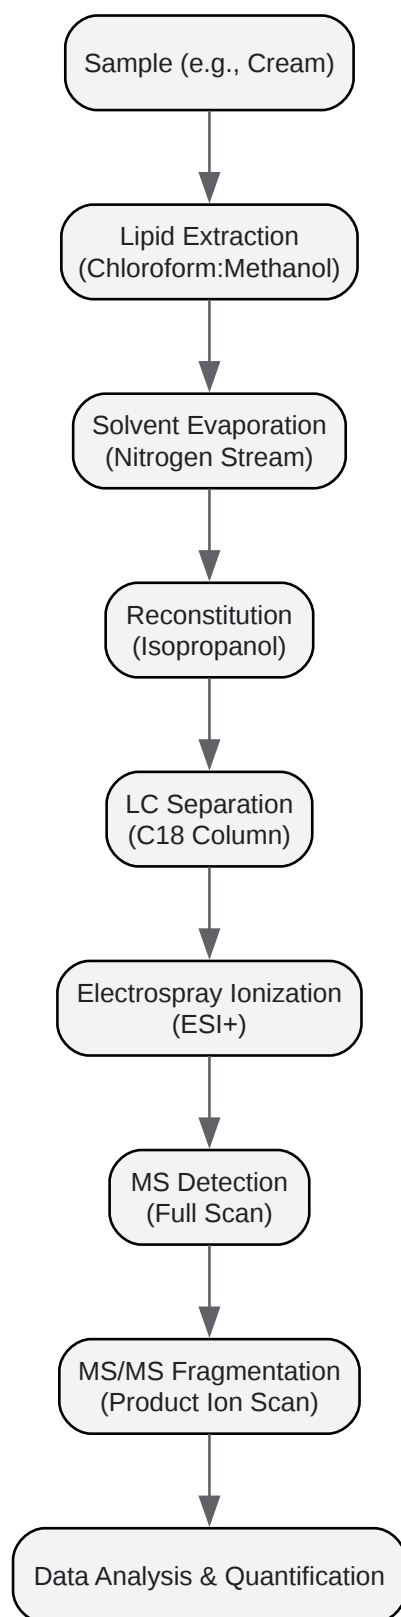 Sample (e.g., Cream)
Lipid Extraction
(Chloroform:Methanol)
Solvent Evaporation
(Nitrogen Stream)
Reconstitution
(Isopropanol)
LC Separation
(C18 Column)
Electrospray Ionization
(ESI+)
MS Detection
(Full Scan)
MS/MS Fragmentation
(Product Ion Scan)
Data Analysis & Quantification